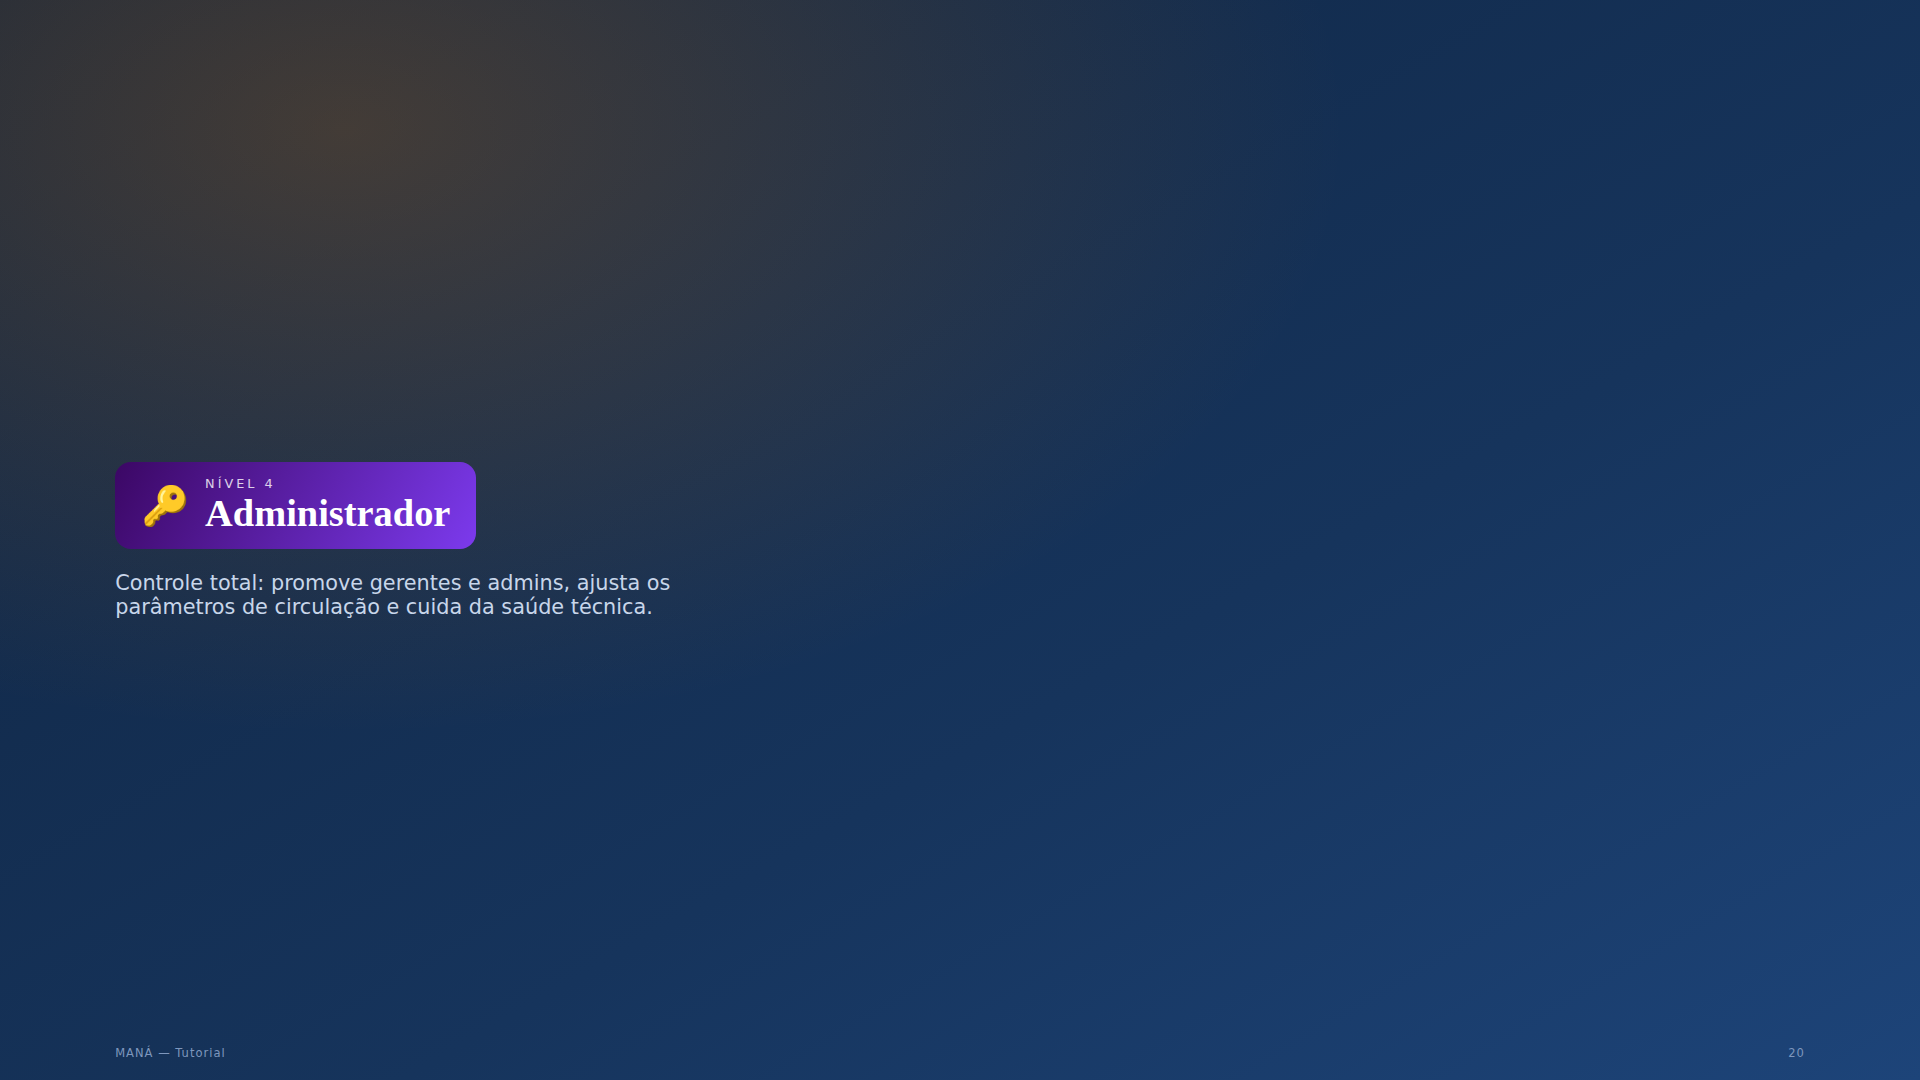 NÍVEL 4
Administrador
Controle total: promove gerentes e admins, ajusta os
parâmetros de circulação e cuida da saúde técnica.
MANÁ — Tutorial
20